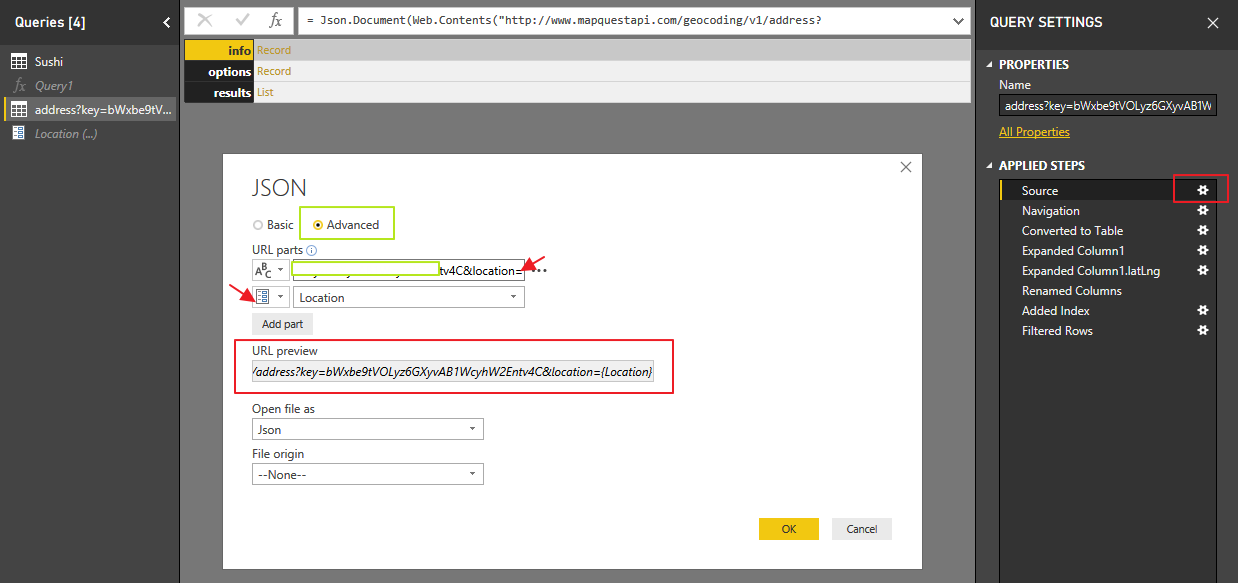 Queries [4]
Sushi
Query1
address?key=bWxbe9tV...
Location (...)
fx
= Json.Document(Web.Contents("http://www.mapquestapi.com/geocoding/v1/address?
info Record
options Record
results List
JSON
Basic
Advanced
URL parts
ABC
tv4C&location=
...
Location
Add part
URL preview
/address?key=bWxbe9tVOLyz6GXyvAB1WcyhW2Entv4C&location={Location}
Open file as
Json
File origin
--None--
OK
Cancel
QUERY SETTINGS
PROPERTIES
Name
address?key=bWxbe9tVOLyz6GXyvAB1W
All Properties
APPLIED STEPS
Source
Navigation
Converted to Table
Expanded Column1
Expanded Column1.latLng
Renamed Columns
Added Index
Filtered Rows